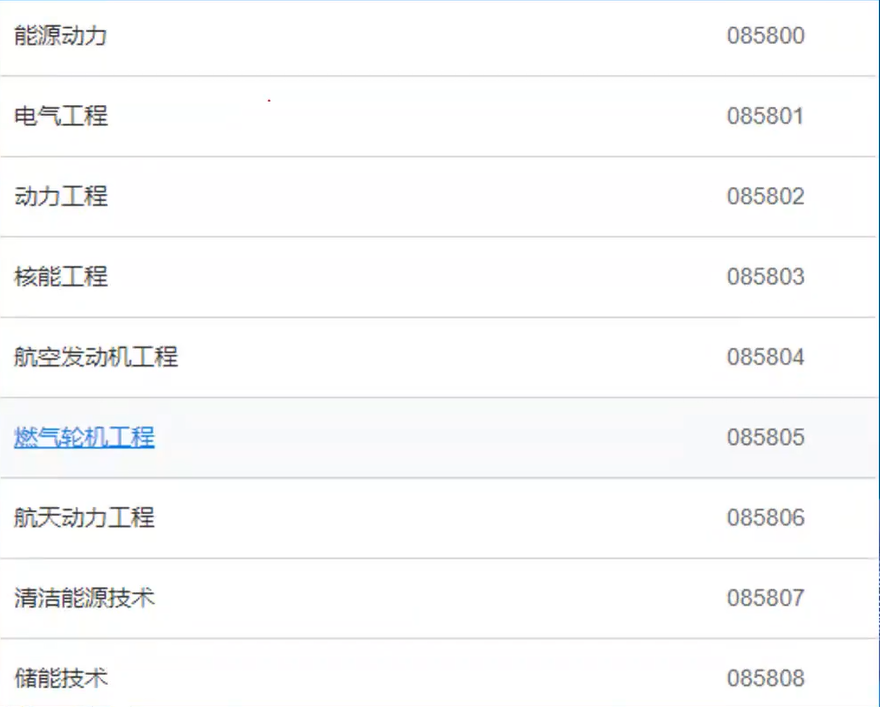 能源动力 085800
电气工程 085801
动力工程 085802
核能工程 085803
航空发动机工程 085804
燃气轮机工程 085805
航天动力工程 085806
清洁能源技术 085807
储能技术 085808